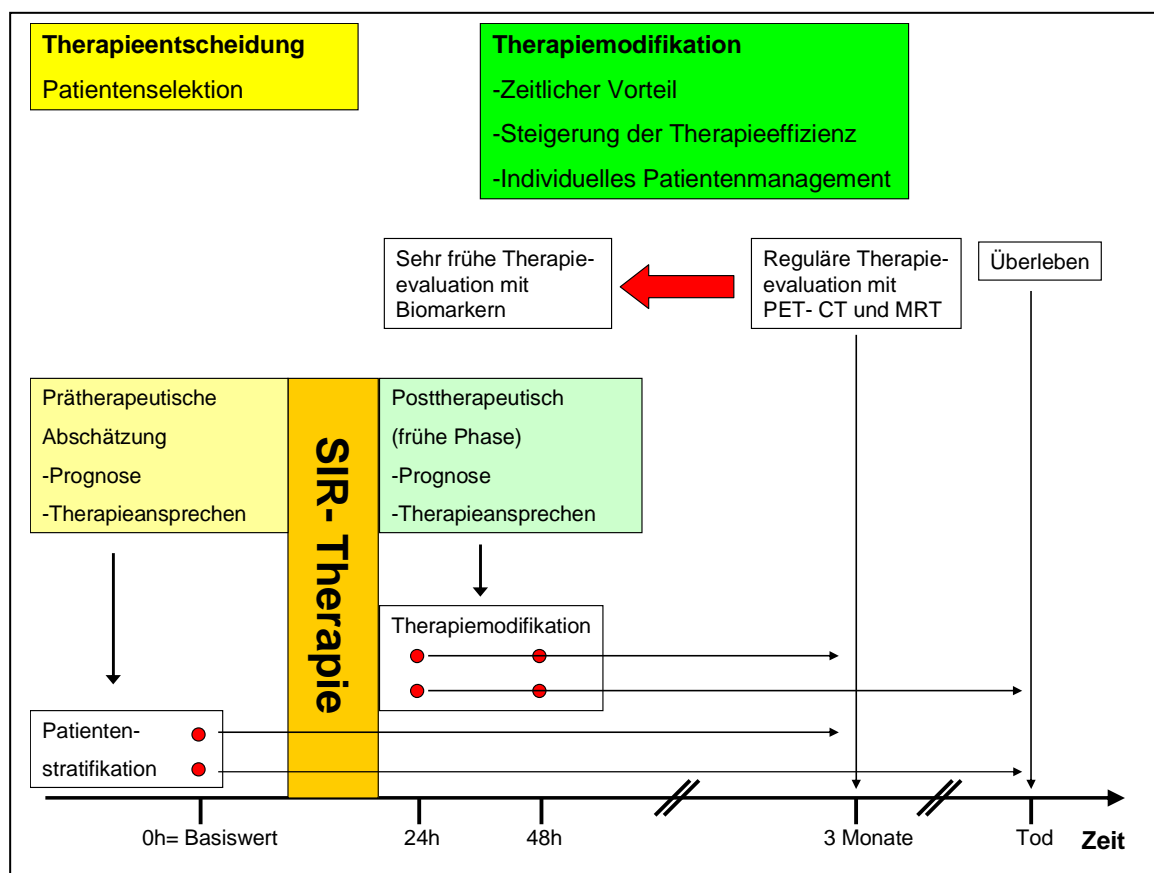 Therapieentscheidung
Patientenselektion
Therapiemodifikation
-Zeitlicher Vorteil
-Steigerung der Therapieeffizienz
-Individuelles Patientenmanagement
Sehr frühe Therapie-
evaluation mit
Biomarkern
Reguläre Therapie-
evaluation mit
PET- CT und MRT
Überleben
Prätherapeutische
Abschätzung
-Prognose
-Therapieansprechen
SIR- Therapie
Posttherapeutisch
(frühe Phase)
-Prognose
-Therapieansprechen
Therapiemodifikation
Patienten-
stratifikation
0h= Basiswert
24h
48h
3 Monate
Tod
Zeit